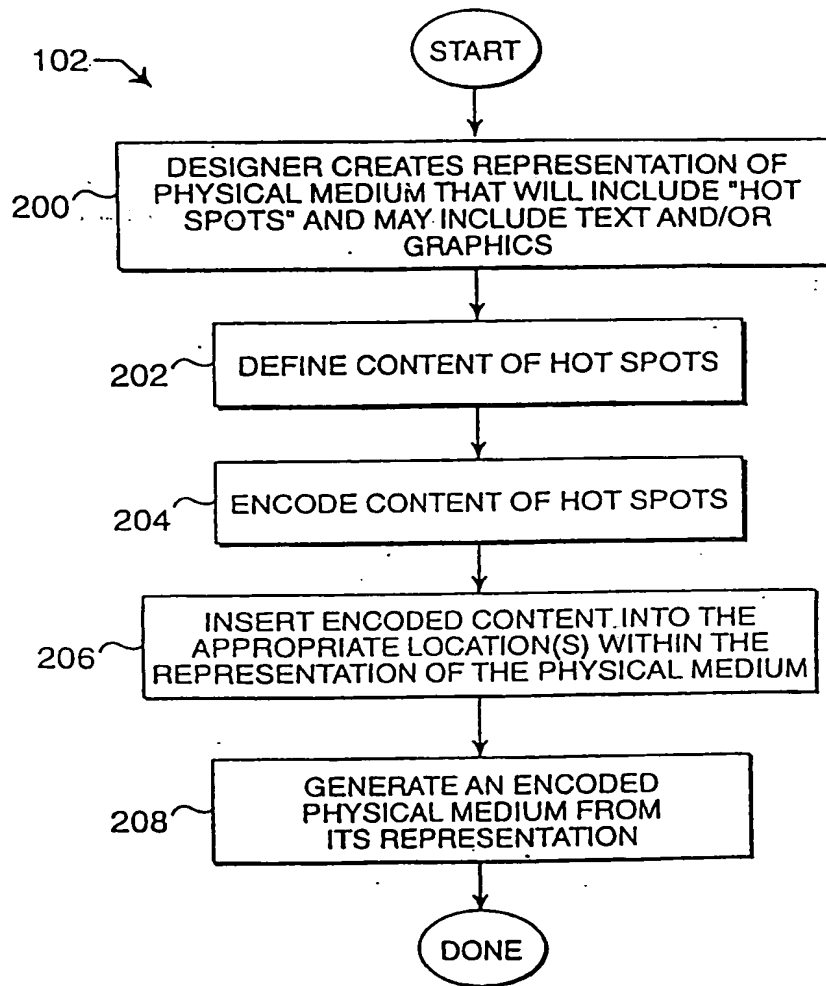 START
102
DESIGNER CREATES REPRESENTATION OF
PHYSICAL MEDIUM THAT WILL INCLUDE "HOT
SPOTS" AND MAY INCLUDE TEXT AND/OR
GRAPHICS
200
DEFINE CONTENT OF HOT SPOTS
202
ENCODE CONTENT OF HOT SPOTS
204
INSERT ENCODED CONTENT INTO THE
APPROPRIATE LOCATION(S) WITHIN THE
REPRESENTATION OF THE PHYSICAL MEDIUM
206
GENERATE AN ENCODED
PHYSICAL MEDIUM FROM
ITS REPRESENTATION
208
DONE